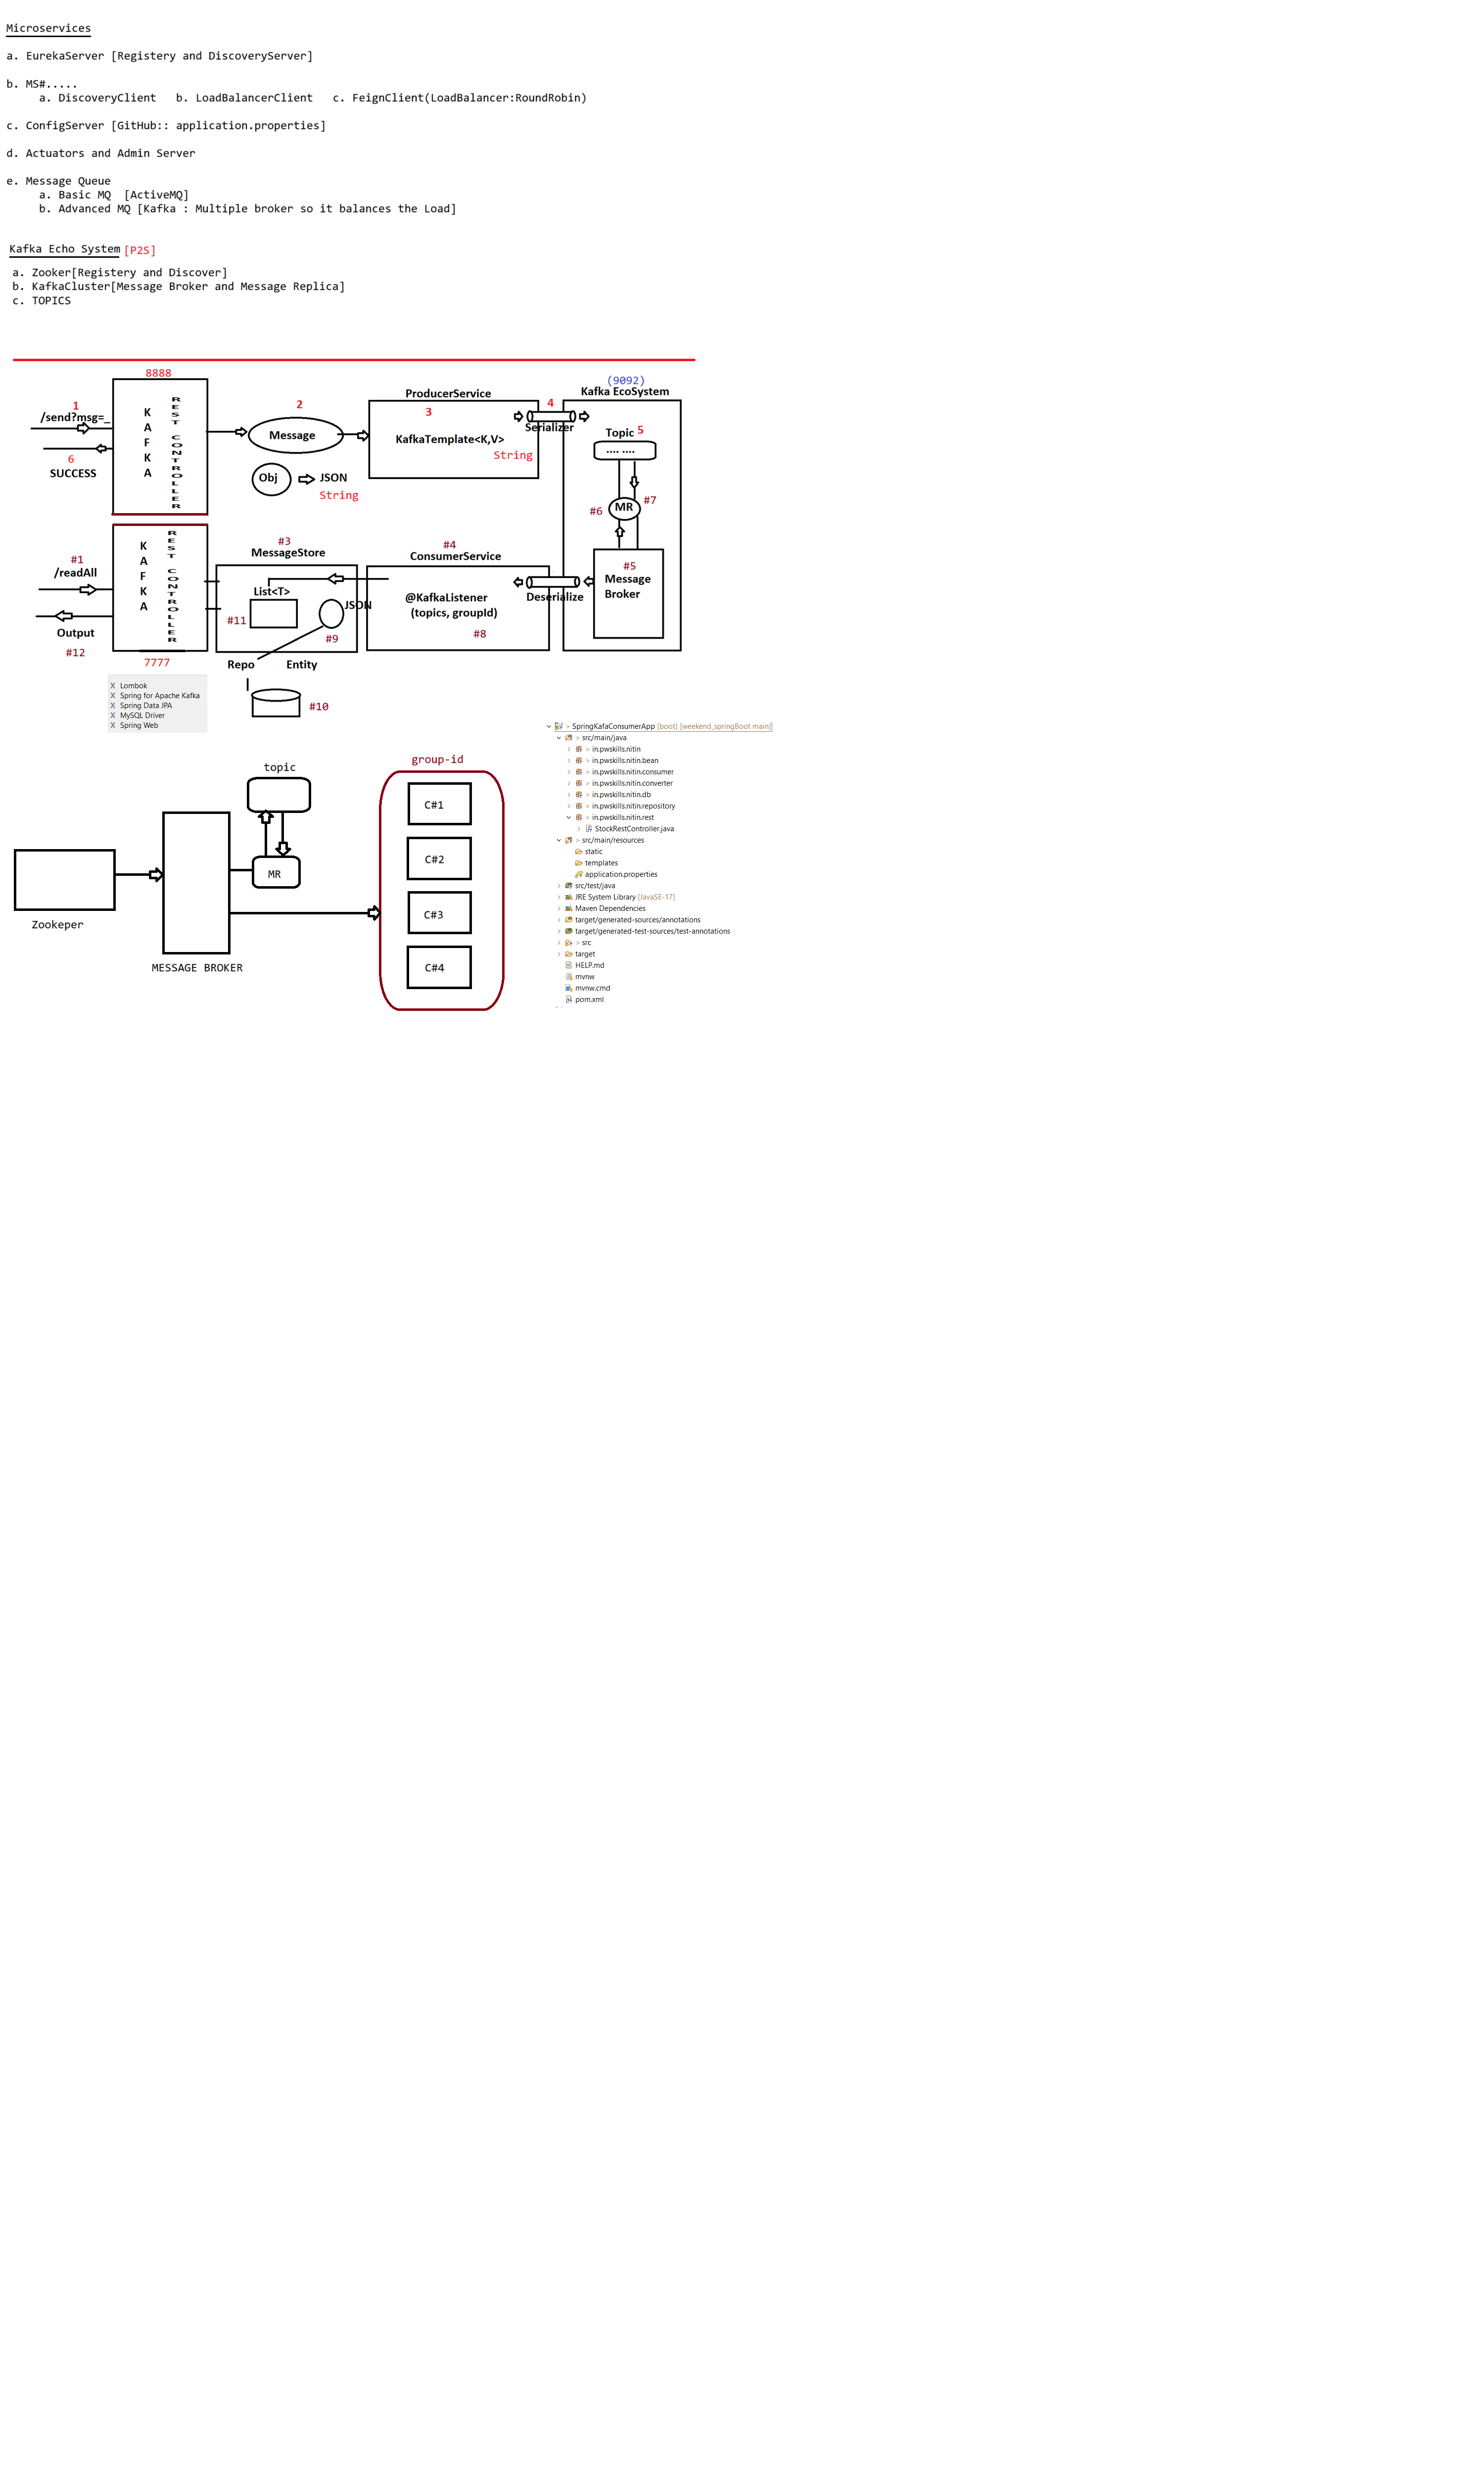 Microservices
a. EurekaServer [Registery and DiscoveryServer]
b. MS#.....
a. DiscoveryClient   b. LoadBalancerClient   c. FeignClient(LoadBalancer:RoundRobin)
c. ConfigServer [GitHub:: application.properties]
d. Actuators and Admin Server
e. Message Queue
a. Basic MQ  [ActiveMQ]
b. Advanced MQ [Kafka : Multiple broker so it balances the Load]
Kafka Echo System [P2S]
a. Zooker[Registery and Discover]
b. KafkaCluster[Message Broker and Message Replica]
c. TOPICS
8888
1
/send?msg=_
6
SUCCESS
KAFKA
REST CONTROLLER
2
Message
Obj
JSON
String
ProducerService
3
KafkaTemplate<K,V>
String
4
Serializer
(9092)
Kafka EcoSystem
Topic 5
.... ....
MR
#6
#7
#5
Message
Broker
#1
/readAll
Output
#12
KAFKA
REST CONTROLLER
7777
#3
MessageStore
List<T>
#11
JSON
#9
Repo
Entity
#10
#4
ConsumerService
@KafkaListener
(topics, groupId)
#8
Deserialize
X Lombok
X Spring for Apache Kafka
X Spring Data JPA
X MySQL Driver
X Spring Web
topic
MR
Zookeper
MESSAGE BROKER
group-id
C#1
C#2
C#3
C#4
> SpringKafaConsumerApp [boot] [weekend_springBoot main]
> src/main/java
> in.pwskills.nitin
> in.pwskills.nitin.bean
> in.pwskills.nitin.consumer
> in.pwskills.nitin.converter
> in.pwskills.nitin.db
> in.pwskills.nitin.repository
> in.pwskills.nitin.rest
StockRestController.java
> src/main/resources
static
templates
application.properties
src/test/java
JRE System Library [JavaSE-17]
Maven Dependencies
target/generated-sources/annotations
target/generated-test-sources/test-annotations
> src
target
HELP.md
mvnw
mvnw.cmd
pom.xml